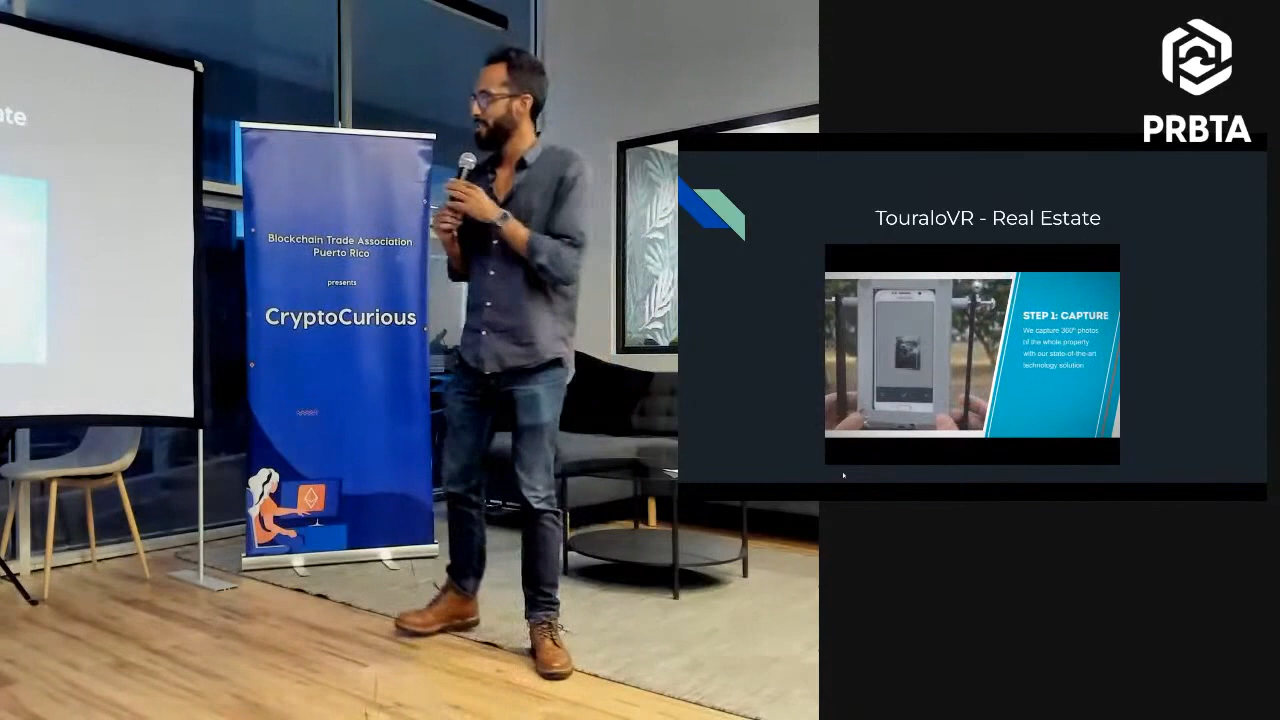 ate
Blockchain Trade Association
Puerto Rico
presents
CryptoCurious
PRBTA
TouraloVR - Real Estate
STEP 1: CAPTURE
We capture 360° photos
of the whole property
with our state-of-the-art
technology solution